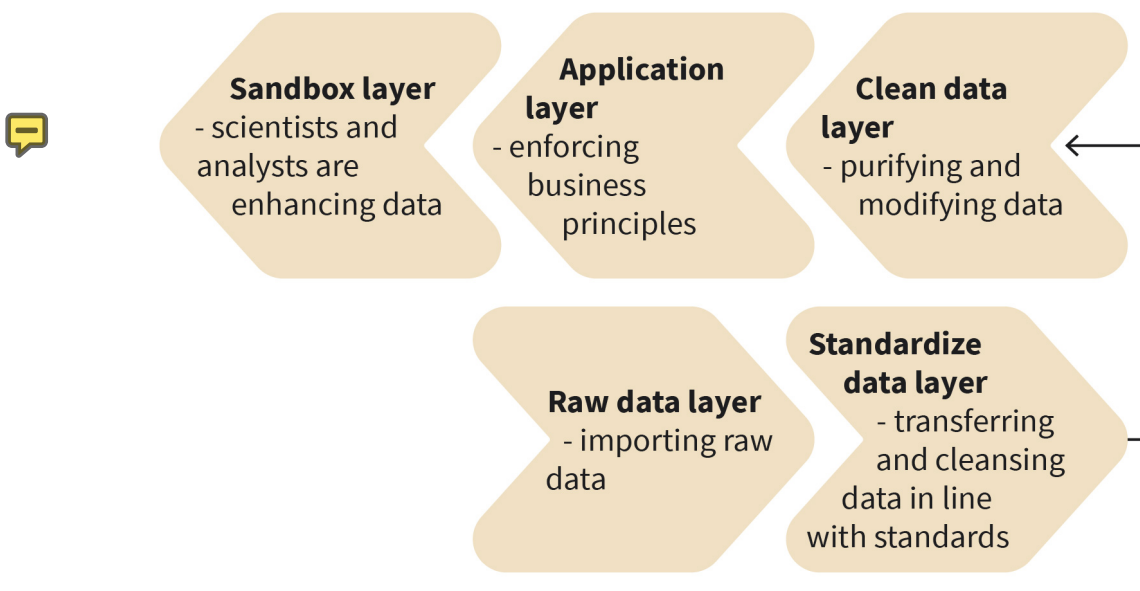 Sandbox layer
- scientists and
analysts are
enhancing data
Application
layer
- enforcing
business
principles
Clean data
layer
- purifying and
modifying data
Raw data layer
- importing raw
data
Standardize
data layer
- transferring
and cleansing
data in line
with standards